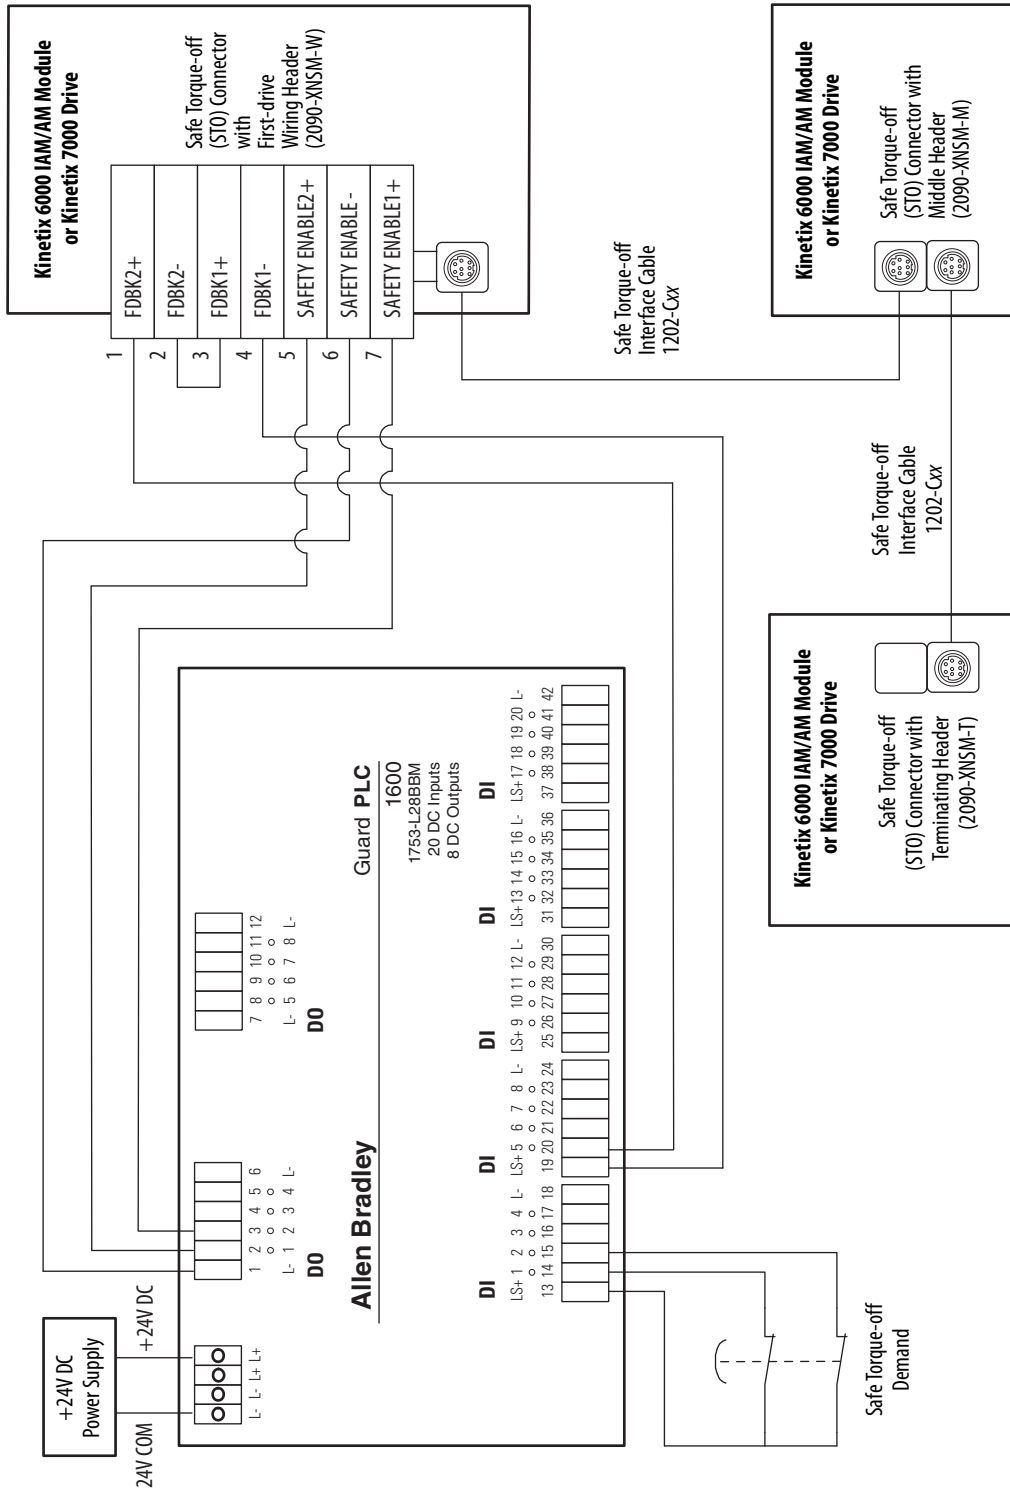 Kinetix 6000 IAM/AM Module
or Kinetix 7000 Drive
Safe Torque-off
(STO) Connector
with
First-drive
Wiring Header
(2090-XNSM-W)
1 FDBK2+
2 FDBK2-
3 FDBK1+
4 FDBK1-
5 SAFETY ENABLE2+
6 SAFETY ENABLE-
7 SAFETY ENABLE1+
Safe Torque-off
Interface Cable
1202-Cxx
Kinetix 6000 IAM/AM Module
or Kinetix 7000 Drive
Safe Torque-off
(STO) Connector with
Middle Header
(2090-XNSM-M)
Safe Torque-off
Interface Cable
1202-Cxx
Kinetix 6000 IAM/AM Module
or Kinetix 7000 Drive
Safe Torque-off
(STO) Connector with
Terminating Header
(2090-XNSM-T)
+24V DC
Power Supply
24V COM
+24V DC
L- L- L+ L+
1 2 3 4 5 6
L- 1 2 3 4 L-
DO
7 8 9 10 11 12
L- 5 6 7 8 L-
DO
Allen Bradley
Guard PLC
1600
1753-L28BBM
20 DC Inputs
8 DC Outputs
DI
LS+ 1 2 3 4 L-
13 14 15 16 17 18
DI
LS+ 5 6 7 8 L-
19 20 21 22 23 24
DI
LS+ 9 10 11 12 L-
25 26 27 28 29 30
DI
LS+ 13 14 15 16 L-
31 32 33 34 35 36
DI
LS+ 17 18 19 20 L-
37 38 39 40 41 42
Safe Torque-off
Demand